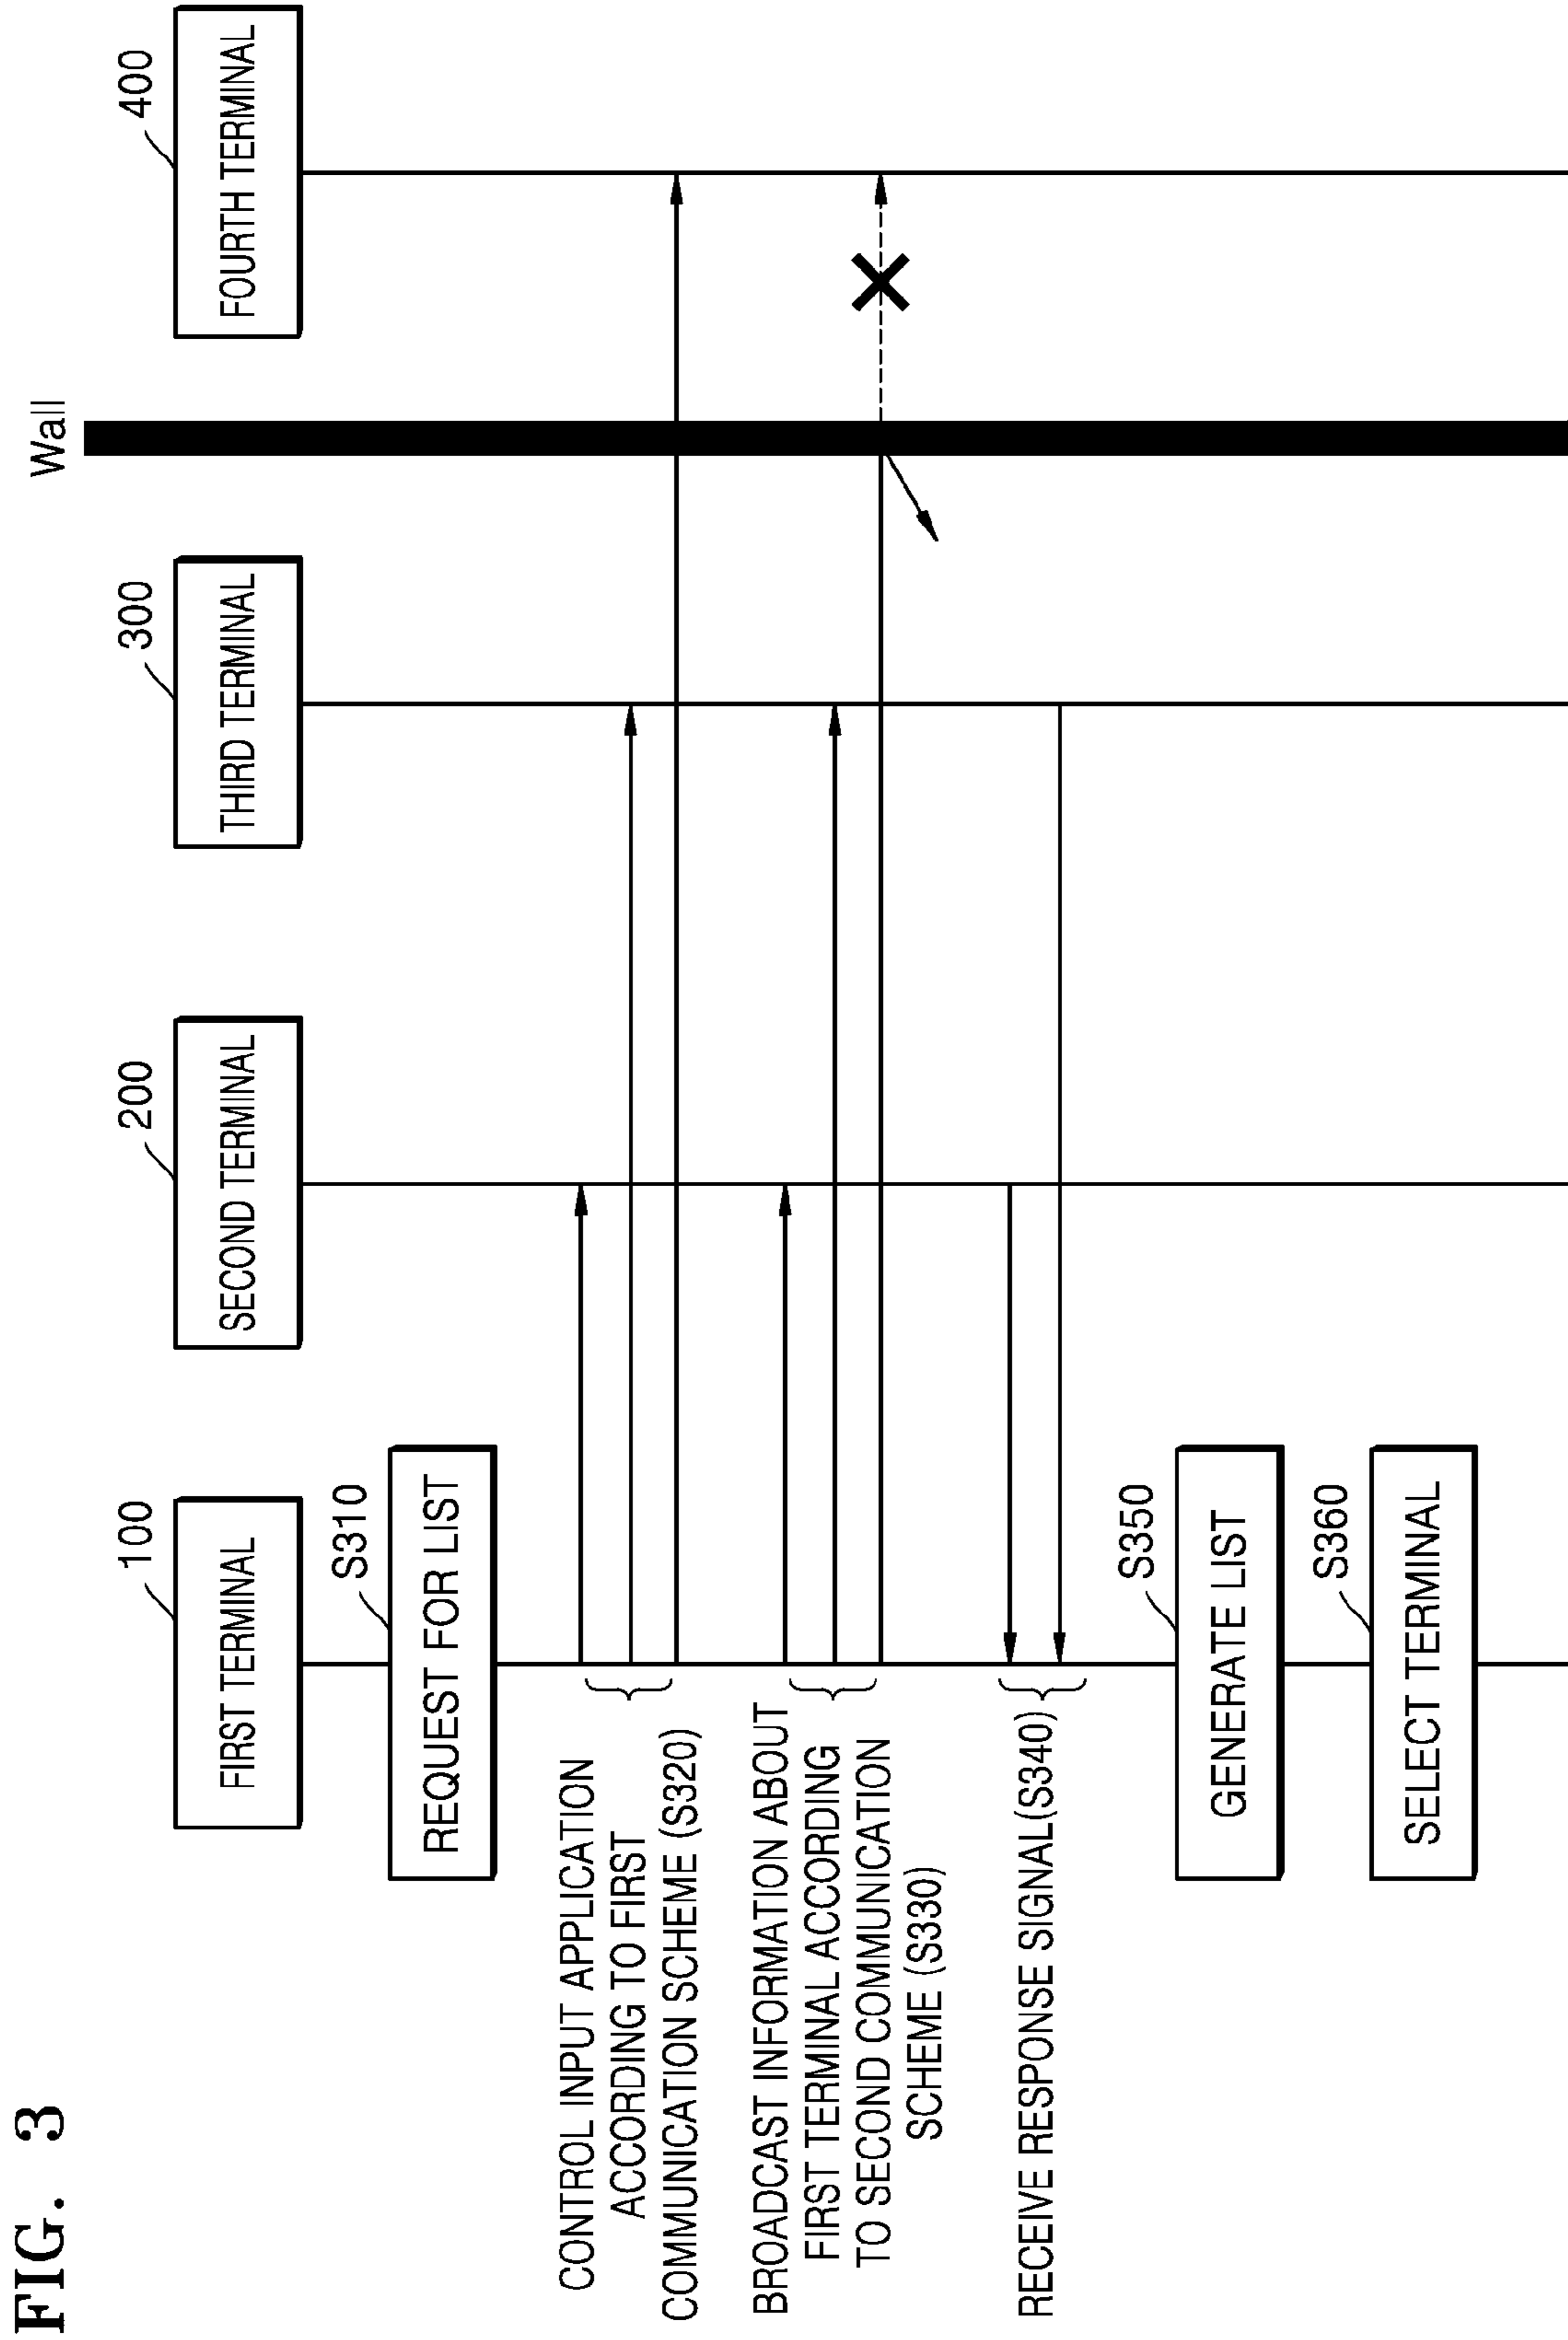 FIG. 3
Wall
100
200
300
400
FIRST TERMINAL
SECOND TERMINAL
THIRD TERMINAL
FOURTH TERMINAL
S310
REQUEST FOR LIST
CONTROL INPUT APPLICATION
ACCORDING TO FIRST
COMMUNICATION SCHEME (S320)
BROADCAST INFORMATION ABOUT
FIRST TERMINAL ACCORDING
TO SECOND COMMUNICATION
SCHEME (S330)
RECEIVE RESPONSE SIGNAL(S340)
S350
GENERATE LIST
S360
SELECT TERMINAL